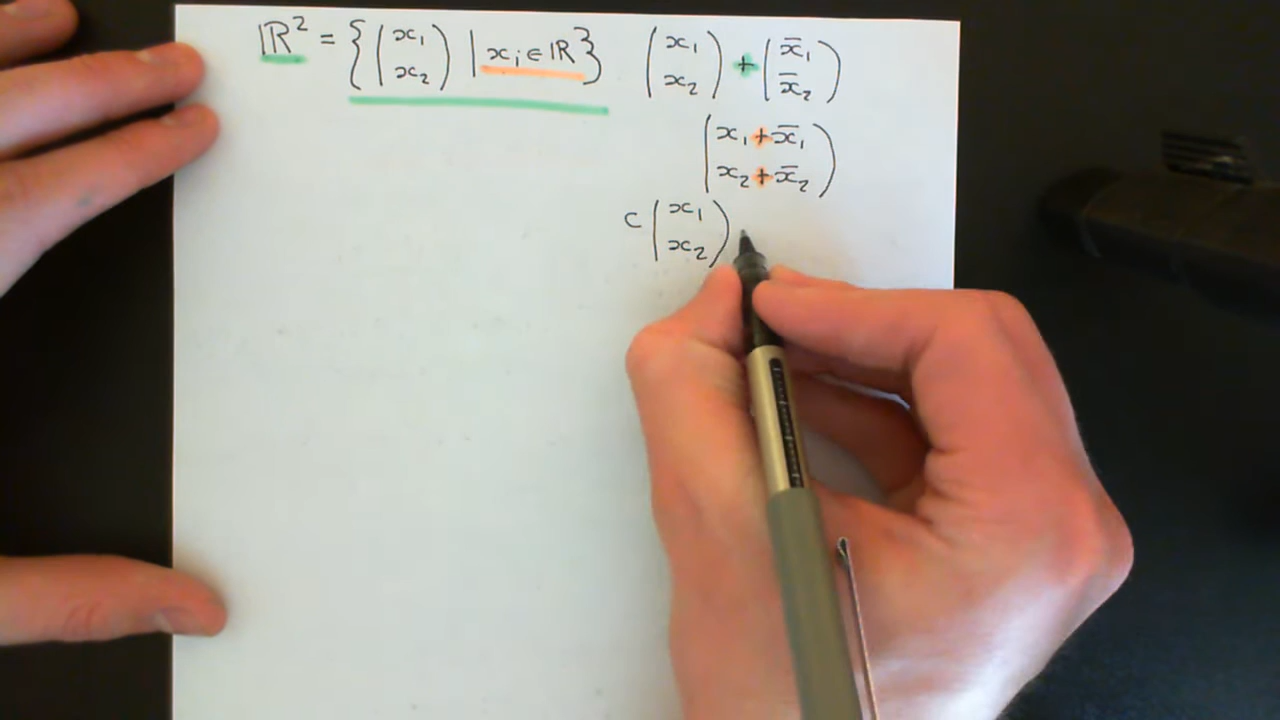 ℝ² = { ( x₁ x₂ ) | xᵢ ∈ ℝ } ( x₁ x₂ ) + ( x̄₁ x̄₂ )
( x₁ + x̄₁ x₂ + x̄₂ )
c ( x₁ x₂ )